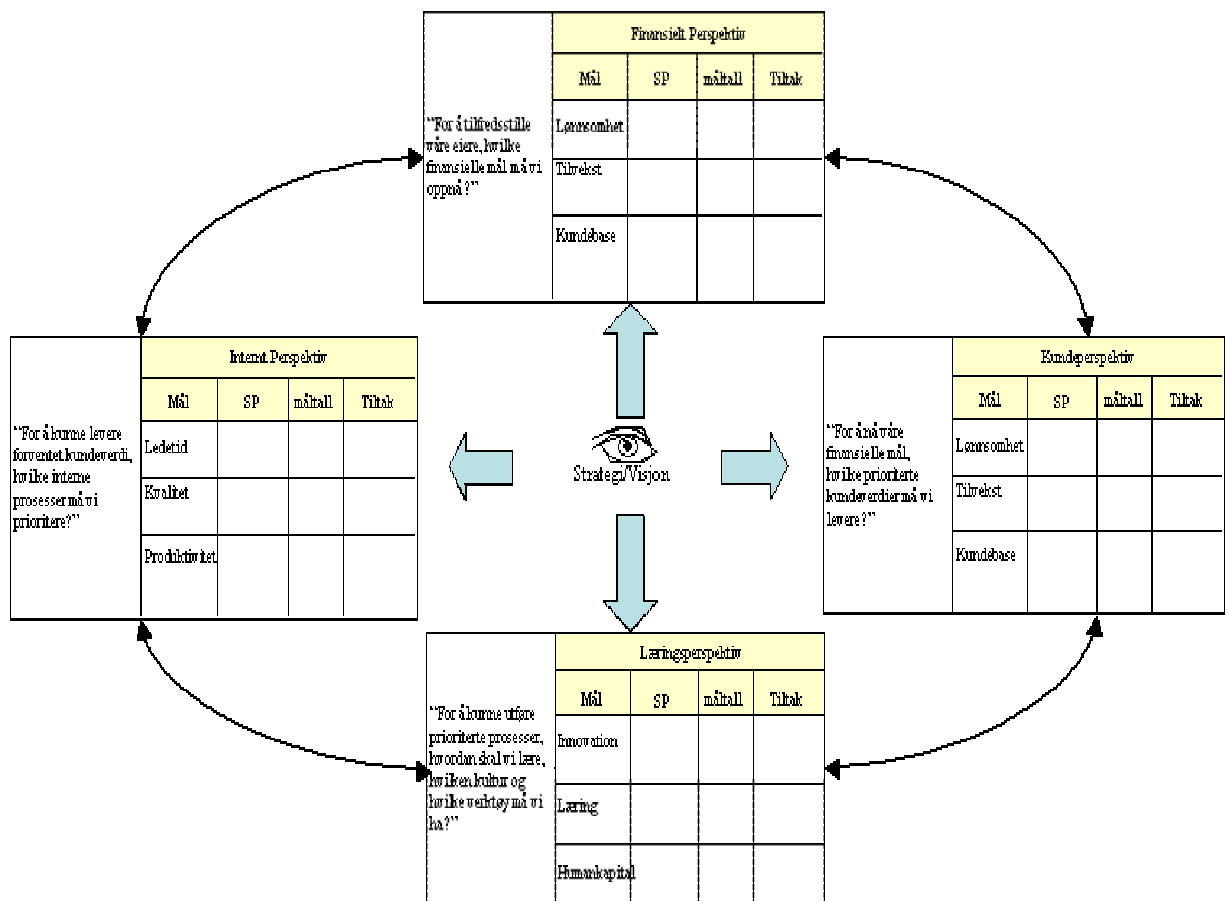 Finansielt Perspektiv
Mål SP måltall Tiltak
"For å tilfredsstille
våre eiere, hvilke
finansielle mål må vi
oppnå?"
Lønnsomhet
Tilvekst
Kundebase
Internt Perspektiv
Mål SP måltall Tiltak
"For å kunne levere
forventet kundeverdi,
hvilke interne
prosesser må vi
prioritere?"
Ledetid
Kvalitet
Produktivitet
Strategi/Visjon
Kundeperspektiv
Mål SP måltall Tiltak
"For å nå våre
finansielle mål,
hvilke prioriterte
kundeverdier må vi
levere?"
Lønnsomhet
Tilvekst
Kundebase
Læringsperspektiv
Mål SP måltall Tiltak
"For å kunne utføre
prioriterte prosesser,
hvordan skal vi lære,
hvilken kultur og
hvilke verktøy må vi
ha?"
Innovation
Læring
Humankapital